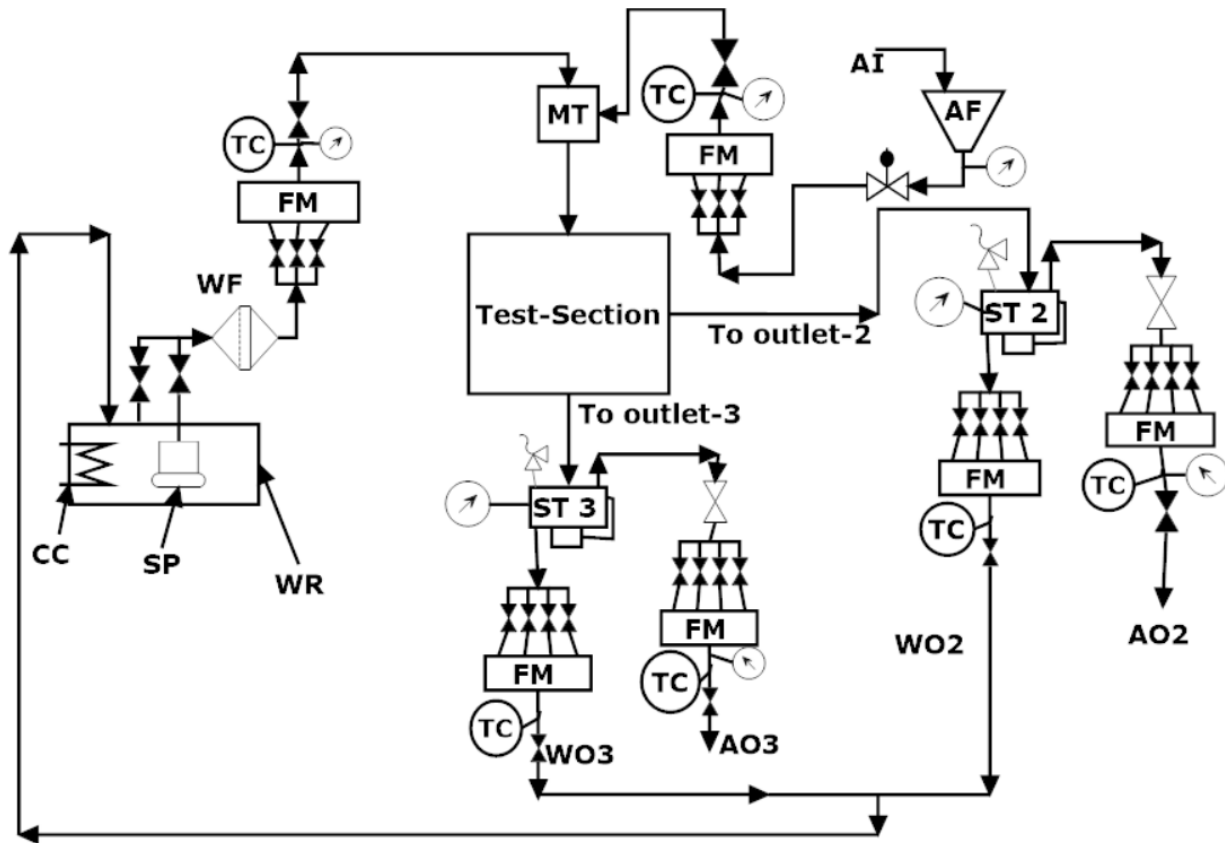 AI
TC
MT
TC
AF
TC
FM
FM
WF
Test-Section
ST 2
To outlet-2
To outlet-3
FM
FM
TC
ST 3
TC
CC
SP
WR
FM
WO2
AO2
FM
TC
TC
WO3
AO3